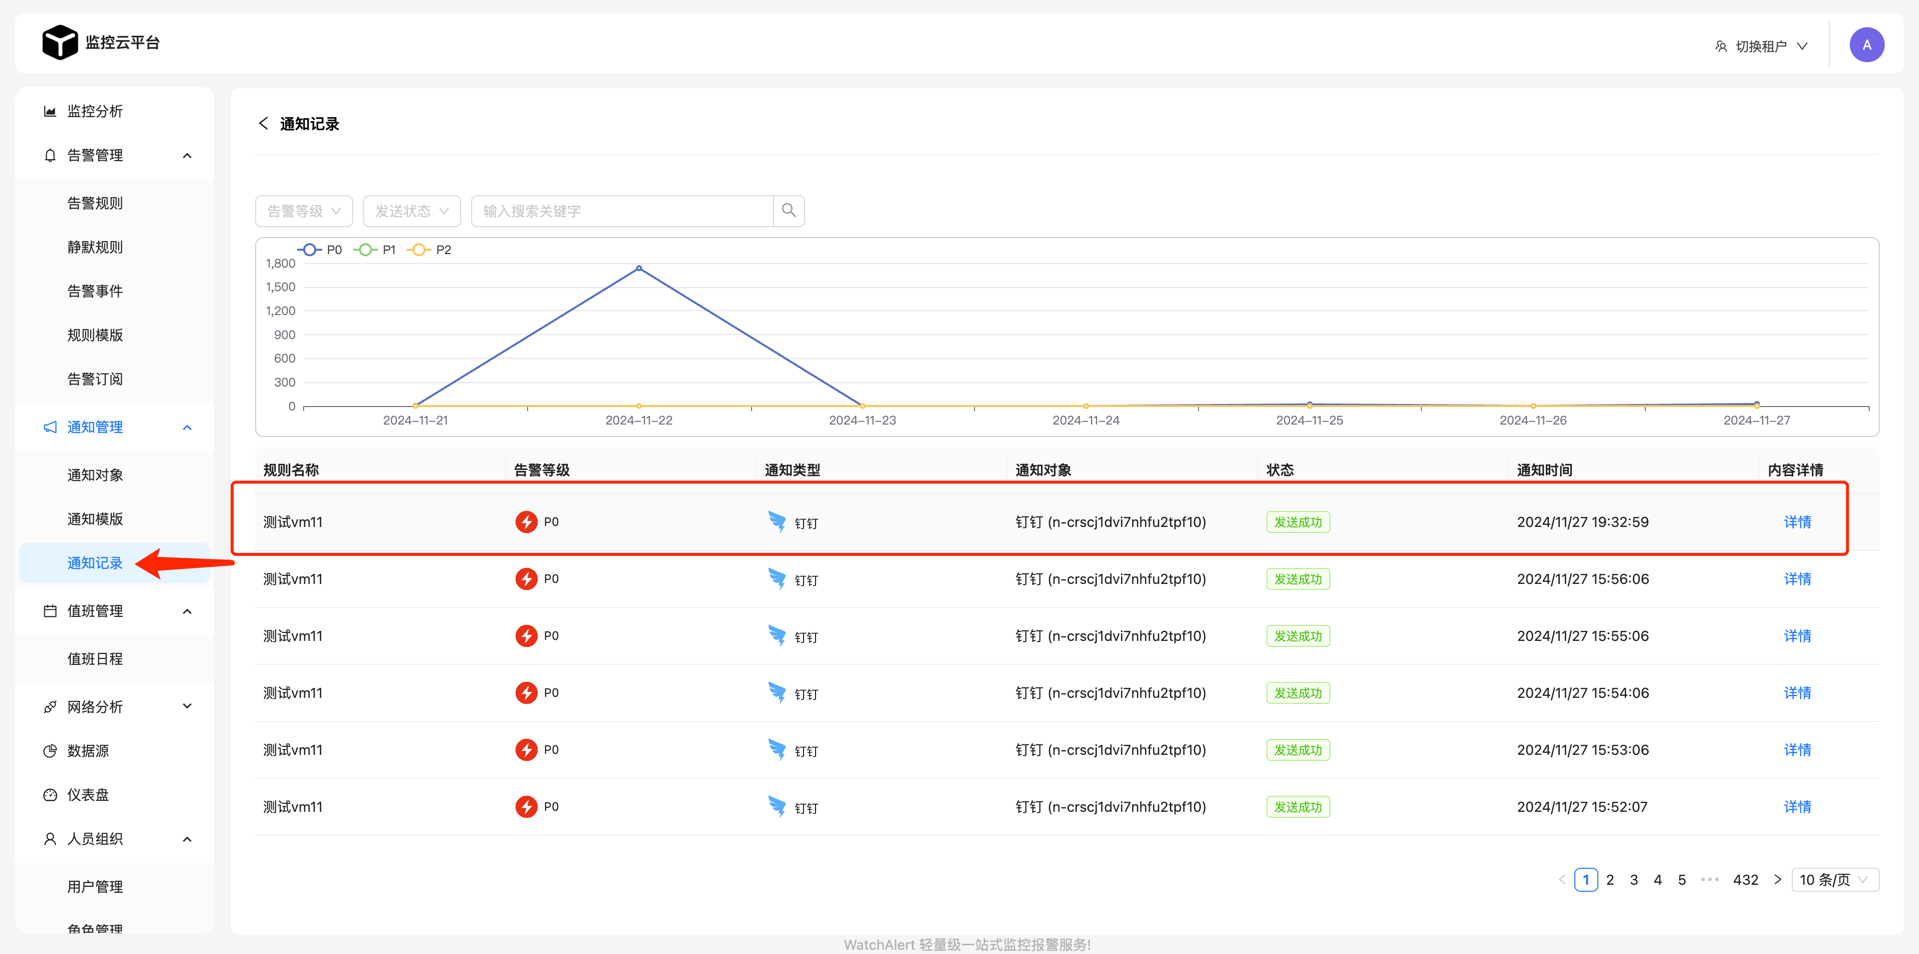 监控云平台
切换租户
A
监控分析
告警管理
告警规则
静默规则
告警事件
规则模版
告警订阅
通知管理
通知对象
通知模版
通知记录
值班管理
值班日程
网络分析
数据源
仪表盘
人员组织
用户管理
角色管理
通知记录
告警等级 发送状态 输入搜索关键字
P0 P1 P2
1,800
1,500
1,200
900
600
300
0
2024-11-21 2024-11-22 2024-11-23 2024-11-24 2024-11-25 2024-11-26 2024-11-27
规则名称 告警等级 通知类型 通知对象 状态 通知时间 内容详情
测试vm11 P0 钉钉 钉钉 (n-crscj1dvi7nhfu2tpf10) 发送成功 2024/11/27 19:32:59 详情
测试vm11 P0 钉钉 钉钉 (n-crscj1dvi7nhfu2tpf10) 发送成功 2024/11/27 15:56:06 详情
测试vm11 P0 钉钉 钉钉 (n-crscj1dvi7nhfu2tpf10) 发送成功 2024/11/27 15:55:06 详情
测试vm11 P0 钉钉 钉钉 (n-crscj1dvi7nhfu2tpf10) 发送成功 2024/11/27 15:54:06 详情
测试vm11 P0 钉钉 钉钉 (n-crscj1dvi7nhfu2tpf10) 发送成功 2024/11/27 15:53:06 详情
测试vm11 P0 钉钉 钉钉 (n-crscj1dvi7nhfu2tpf10) 发送成功 2024/11/27 15:52:07 详情
1 2 3 4 5 ••• 432 10 条/页
WatchAlert 轻量级一站式监控报警服务!